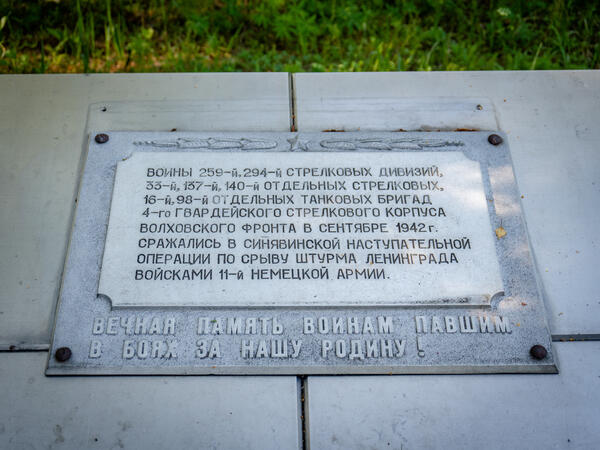 ВОИНЫ 259-й, 294-й СТРЕЛКОВЫХ ДИВИЗИЙ,
33-й, 137-й, 140-й ОТДЕЛЬНЫХ СТРЕЛКОВЫХ,
16-й, 98-й ОТДЕЛЬНЫХ ТАНКОВЫХ БРИГАД
4-го ГВАРДЕЙСКОГО СТРЕЛКОВОГО КОРПУСА
ВОЛХОВСКОГО ФРОНТА В СЕНТЯБРЕ 1942 г.
СРАЖАЛИСЬ В СИНЯВИНСКОЙ НАСТУПАТЕЛЬНОЙ
ОПЕРАЦИИ ПО СРЫВУ ШТУРМА ЛЕНИНГРАДА
ВОЙСКАМИ 11-й НЕМЕЦКОЙ АРМИИ.
ВЕЧНАЯ ПАМЯТЬ ВОИНАМ ПАВШИМ
В БОЯХ ЗА НАШУ РОДИНУ!